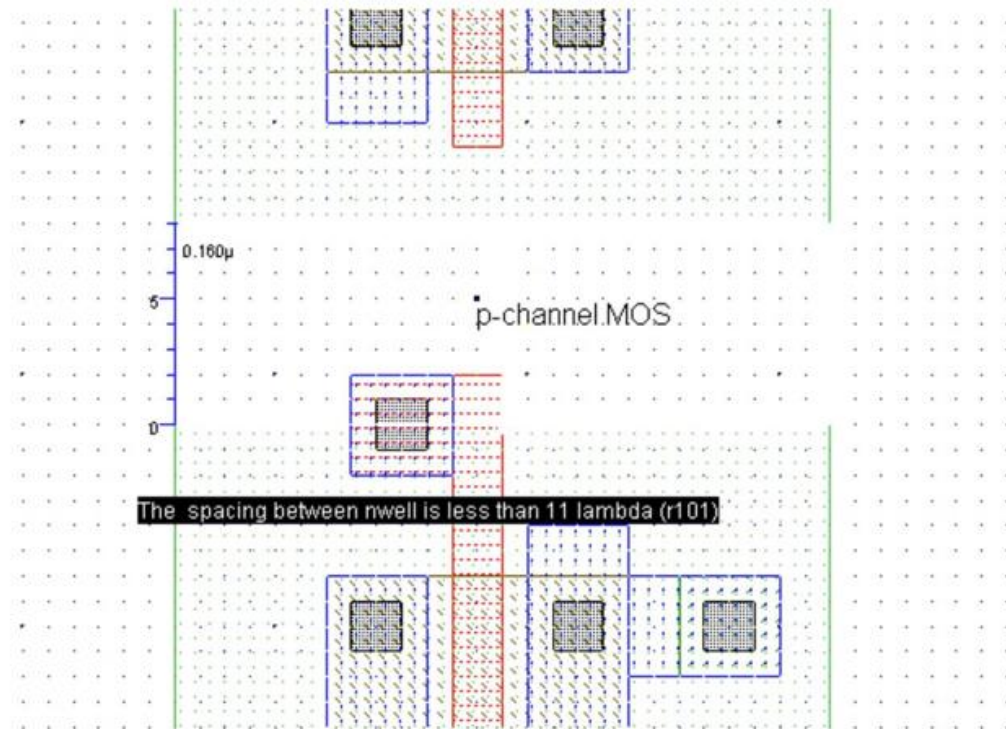 0.160µ
5
p-channel.MOS
0
The spacing between nwell is less than 11 lambda (r101)